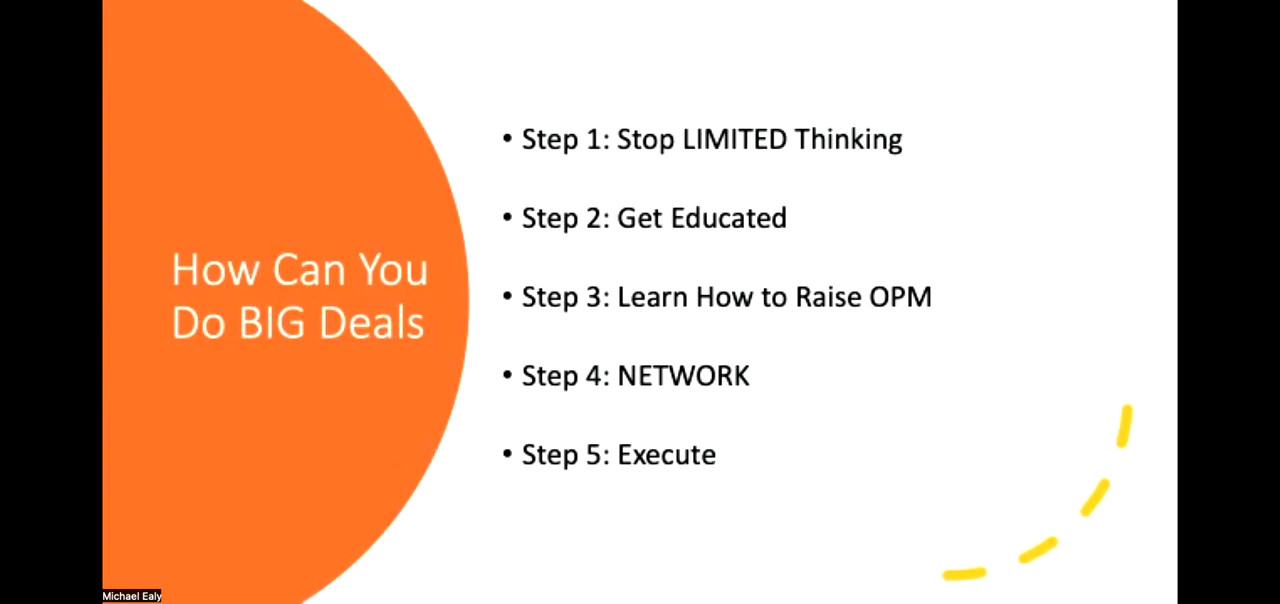 How Can You
Do BIG Deals
• Step 1: Stop LIMITED Thinking
• Step 2: Get Educated
• Step 3: Learn How to Raise OPM
• Step 4: NETWORK
• Step 5: Execute
Michael Ealy